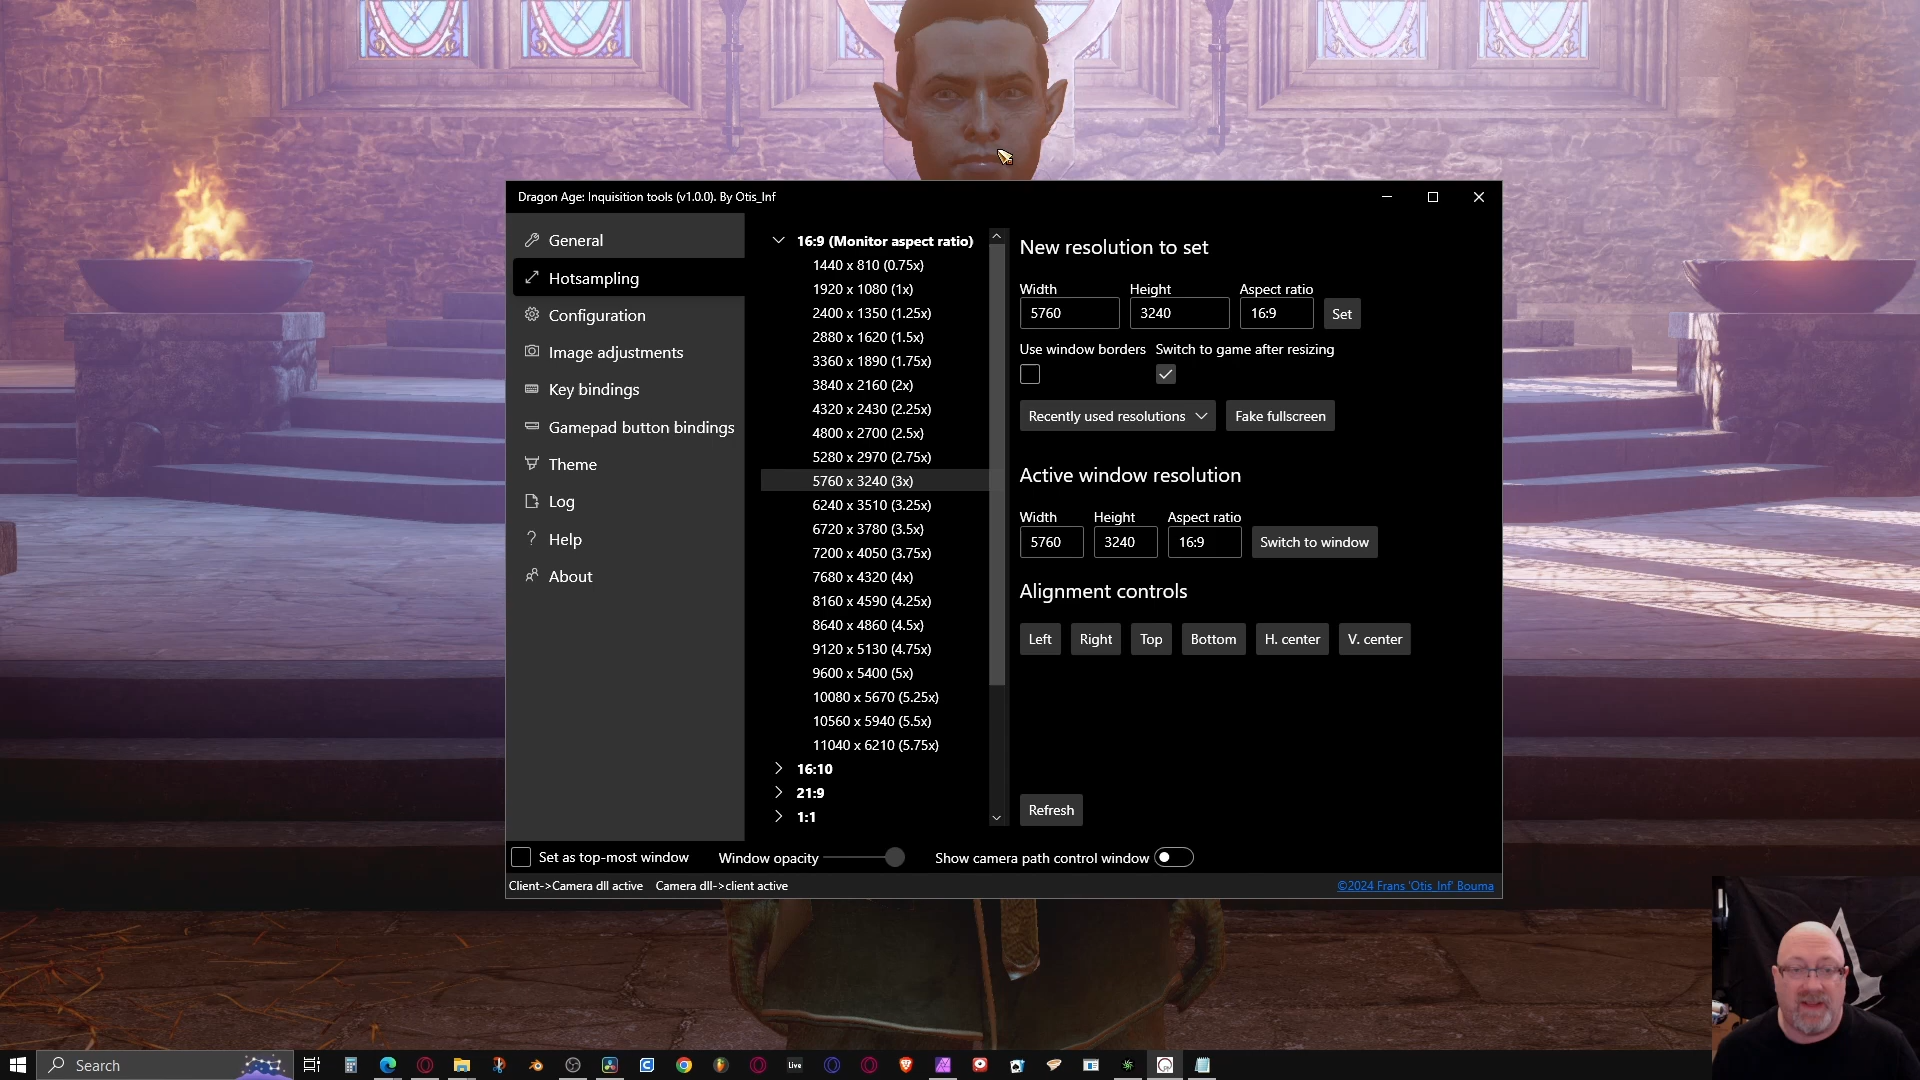 Dragon Age: Inquisition tools (v1.0.0). By Otis_Inf
General
Hotsampling
Configuration
Image adjustments
Key bindings
Gamepad button bindings
Theme
Log
Help
About
16:9 (Monitor aspect ratio)
1440 x 810 (0.75x)
1920 x 1080 (1x)
2400 x 1350 (1.25x)
2880 x 1620 (1.5x)
3360 x 1890 (1.75x)
3840 x 2160 (2x)
4320 x 2430 (2.25x)
4800 x 2700 (2.5x)
5280 x 2970 (2.75x)
5760 x 3240 (3x)
6240 x 3510 (3.25x)
6720 x 3780 (3.5x)
7200 x 4050 (3.75x)
7680 x 4320 (4x)
8160 x 4590 (4.25x)
8640 x 4860 (4.5x)
9120 x 5130 (4.75x)
9600 x 5400 (5x)
10080 x 5670 (5.25x)
10560 x 5940 (5.5x)
11040 x 6210 (5.75x)
16:10
21:9
1:1
New resolution to set
Width Height Aspect ratio
5760 3240 16:9 Set
Use window borders Switch to game after resizing
Recently used resolutions Fake fullscreen
Active window resolution
Width Height Aspect ratio
5760 3240 16:9 Switch to window
Alignment controls
Left Right Top Bottom H. center V. center
Refresh
Set as top-most window Window opacity Show camera path control window
Client->Camera dll active Camera dll->client active ©2024 Frans 'Otis_Inf' Bouma
Search Live